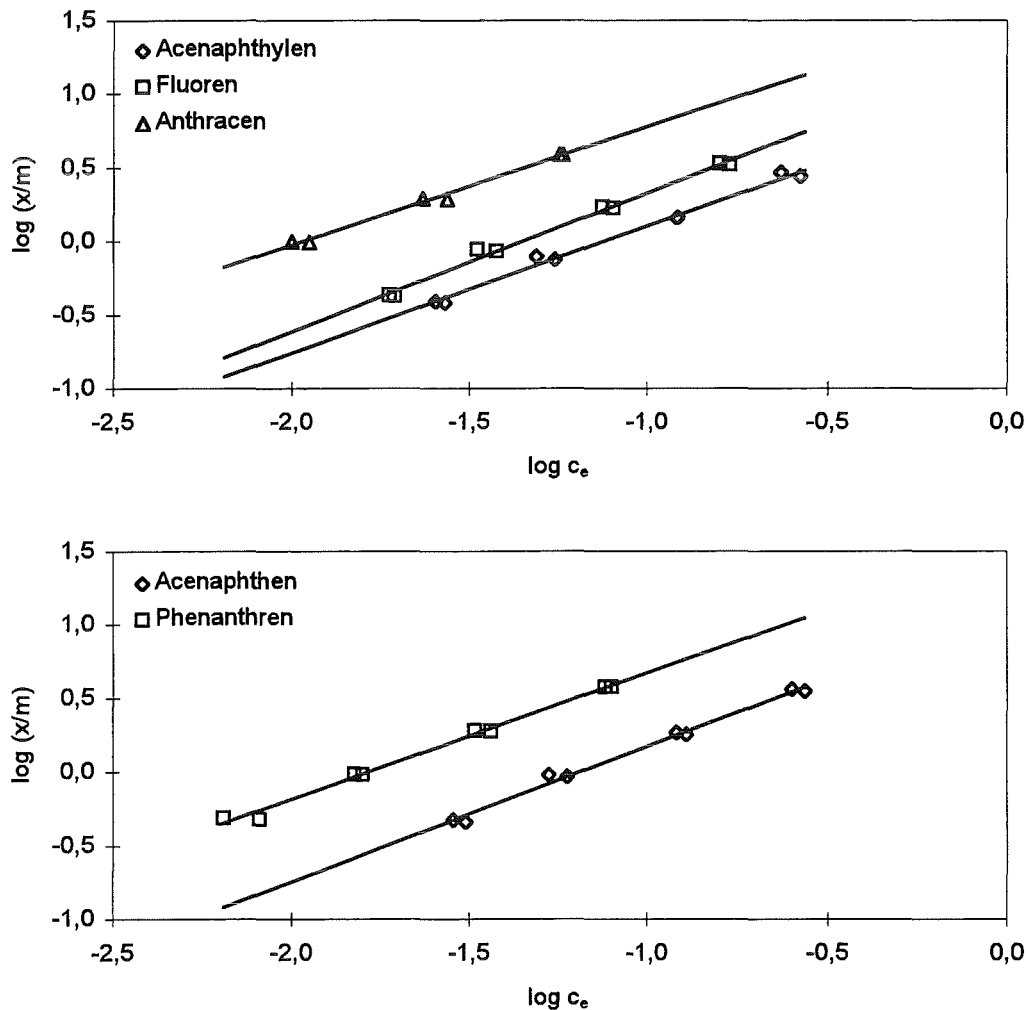 1,5
Acenaphthylen
Fluoren
Anthracen
1,0
0,5
0,0
-0,5
-1,0
log (x/m)
-2,5 -2,0 -1,5 -1,0 -0,5 0,0
log cₑ
1,5
Acenaphthen
Phenanthren
1,0
0,5
0,0
-0,5
-1,0
log (x/m)
-2,5 -2,0 -1,5 -1,0 -0,5 0,0
log cₑ